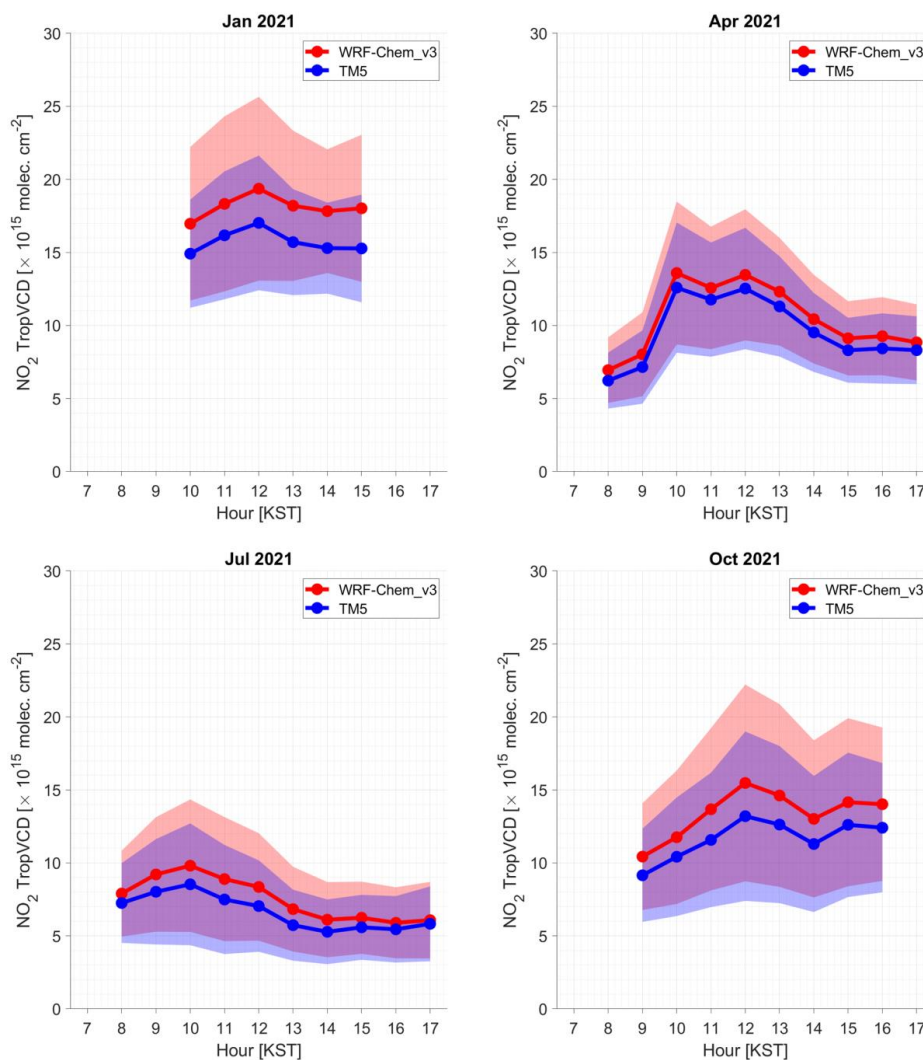 Jan 2021
NO2 TropVCD [× 10^15 molec. cm^-2]
30
25
20
15
10
5
0
WRF-Chem_v3
TM5
7 8 9 10 11 12 13 14 15 16 17
Hour [KST]
Apr 2021
NO2 TropVCD [× 10^15 molec. cm^-2]
30
25
20
15
10
5
0
WRF-Chem_v3
TM5
7 8 9 10 11 12 13 14 15 16 17
Hour [KST]
Jul 2021
NO2 TropVCD [× 10^15 molec. cm^-2]
30
25
20
15
10
5
0
WRF-Chem_v3
TM5
7 8 9 10 11 12 13 14 15 16 17
Hour [KST]
Oct 2021
NO2 TropVCD [× 10^15 molec. cm^-2]
30
25
20
15
10
5
0
WRF-Chem_v3
TM5
7 8 9 10 11 12 13 14 15 16 17
Hour [KST]